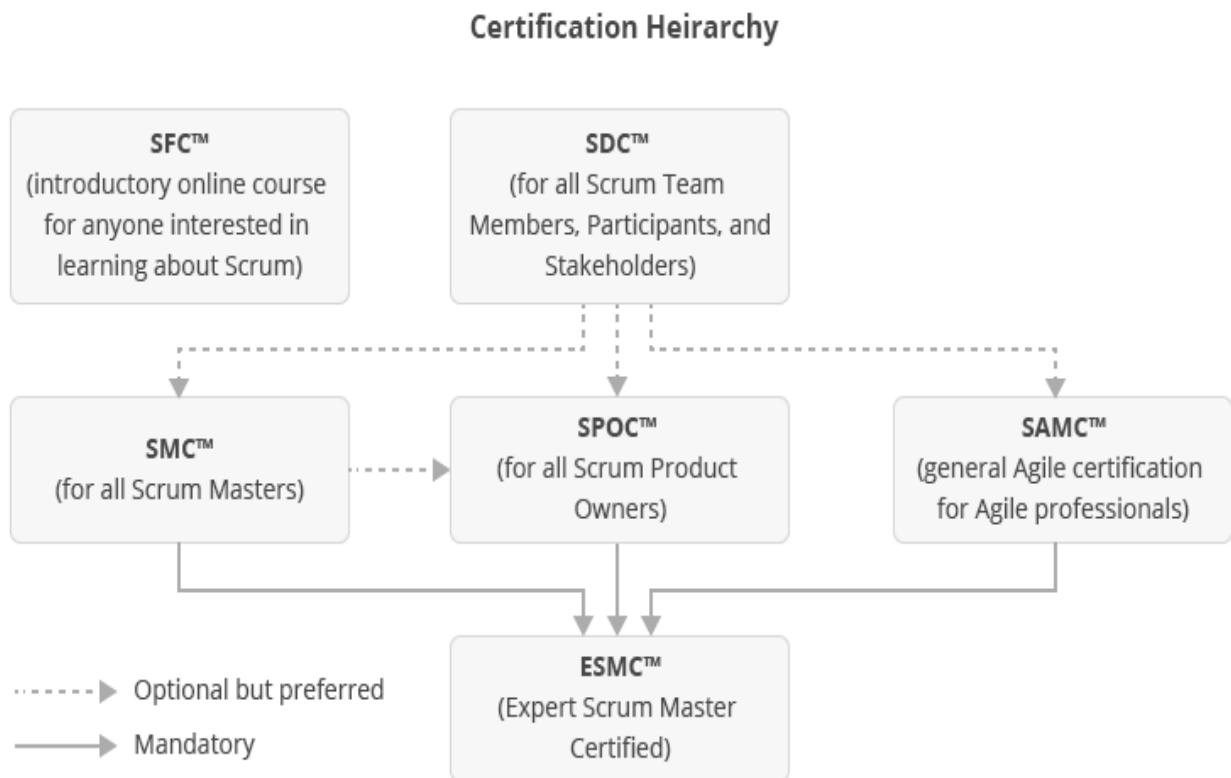 Certification Heirarchy
SFC™
(introductory online course
for anyone interested in
learning about Scrum)
SDC™
(for all Scrum Team
Members, Participants, and
Stakeholders)
SMC™
(for all Scrum Masters)
SPOC™
(for all Scrum Product
Owners)
SAMC™
(general Agile certification
for Agile professionals)
ESMC™
(Expert Scrum Master
Certified)
Optional but preferred
Mandatory